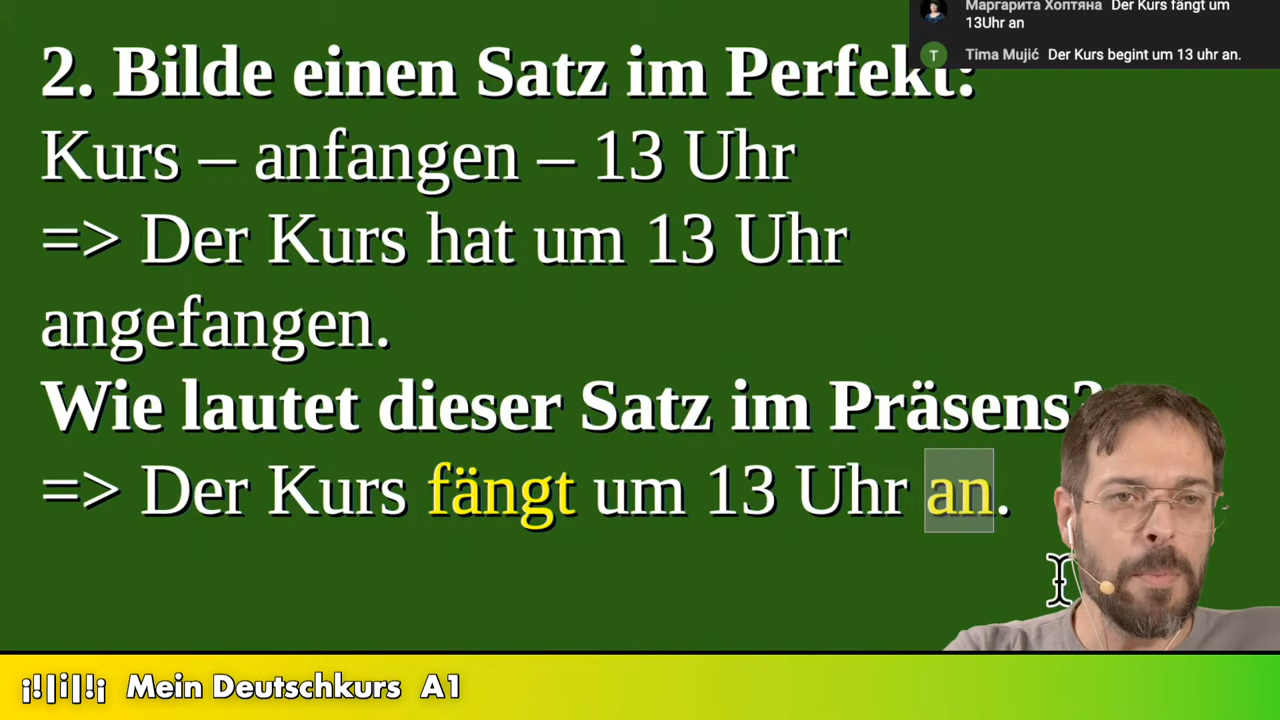 Маргарита Хоптяна Der Kurs fängt um
13Uhr an
T Tima Mujić Der Kurs begint um 13 uhr an.
2. Bilde einen Satz im Perfekt:
Kurs – anfangen – 13 Uhr
=> Der Kurs hat um 13 Uhr
angefangen.
Wie lautet dieser Satz im Präsens?
=> Der Kurs fängt um 13 Uhr an.
¡!|i|!¡ Mein Deutschkurs A1